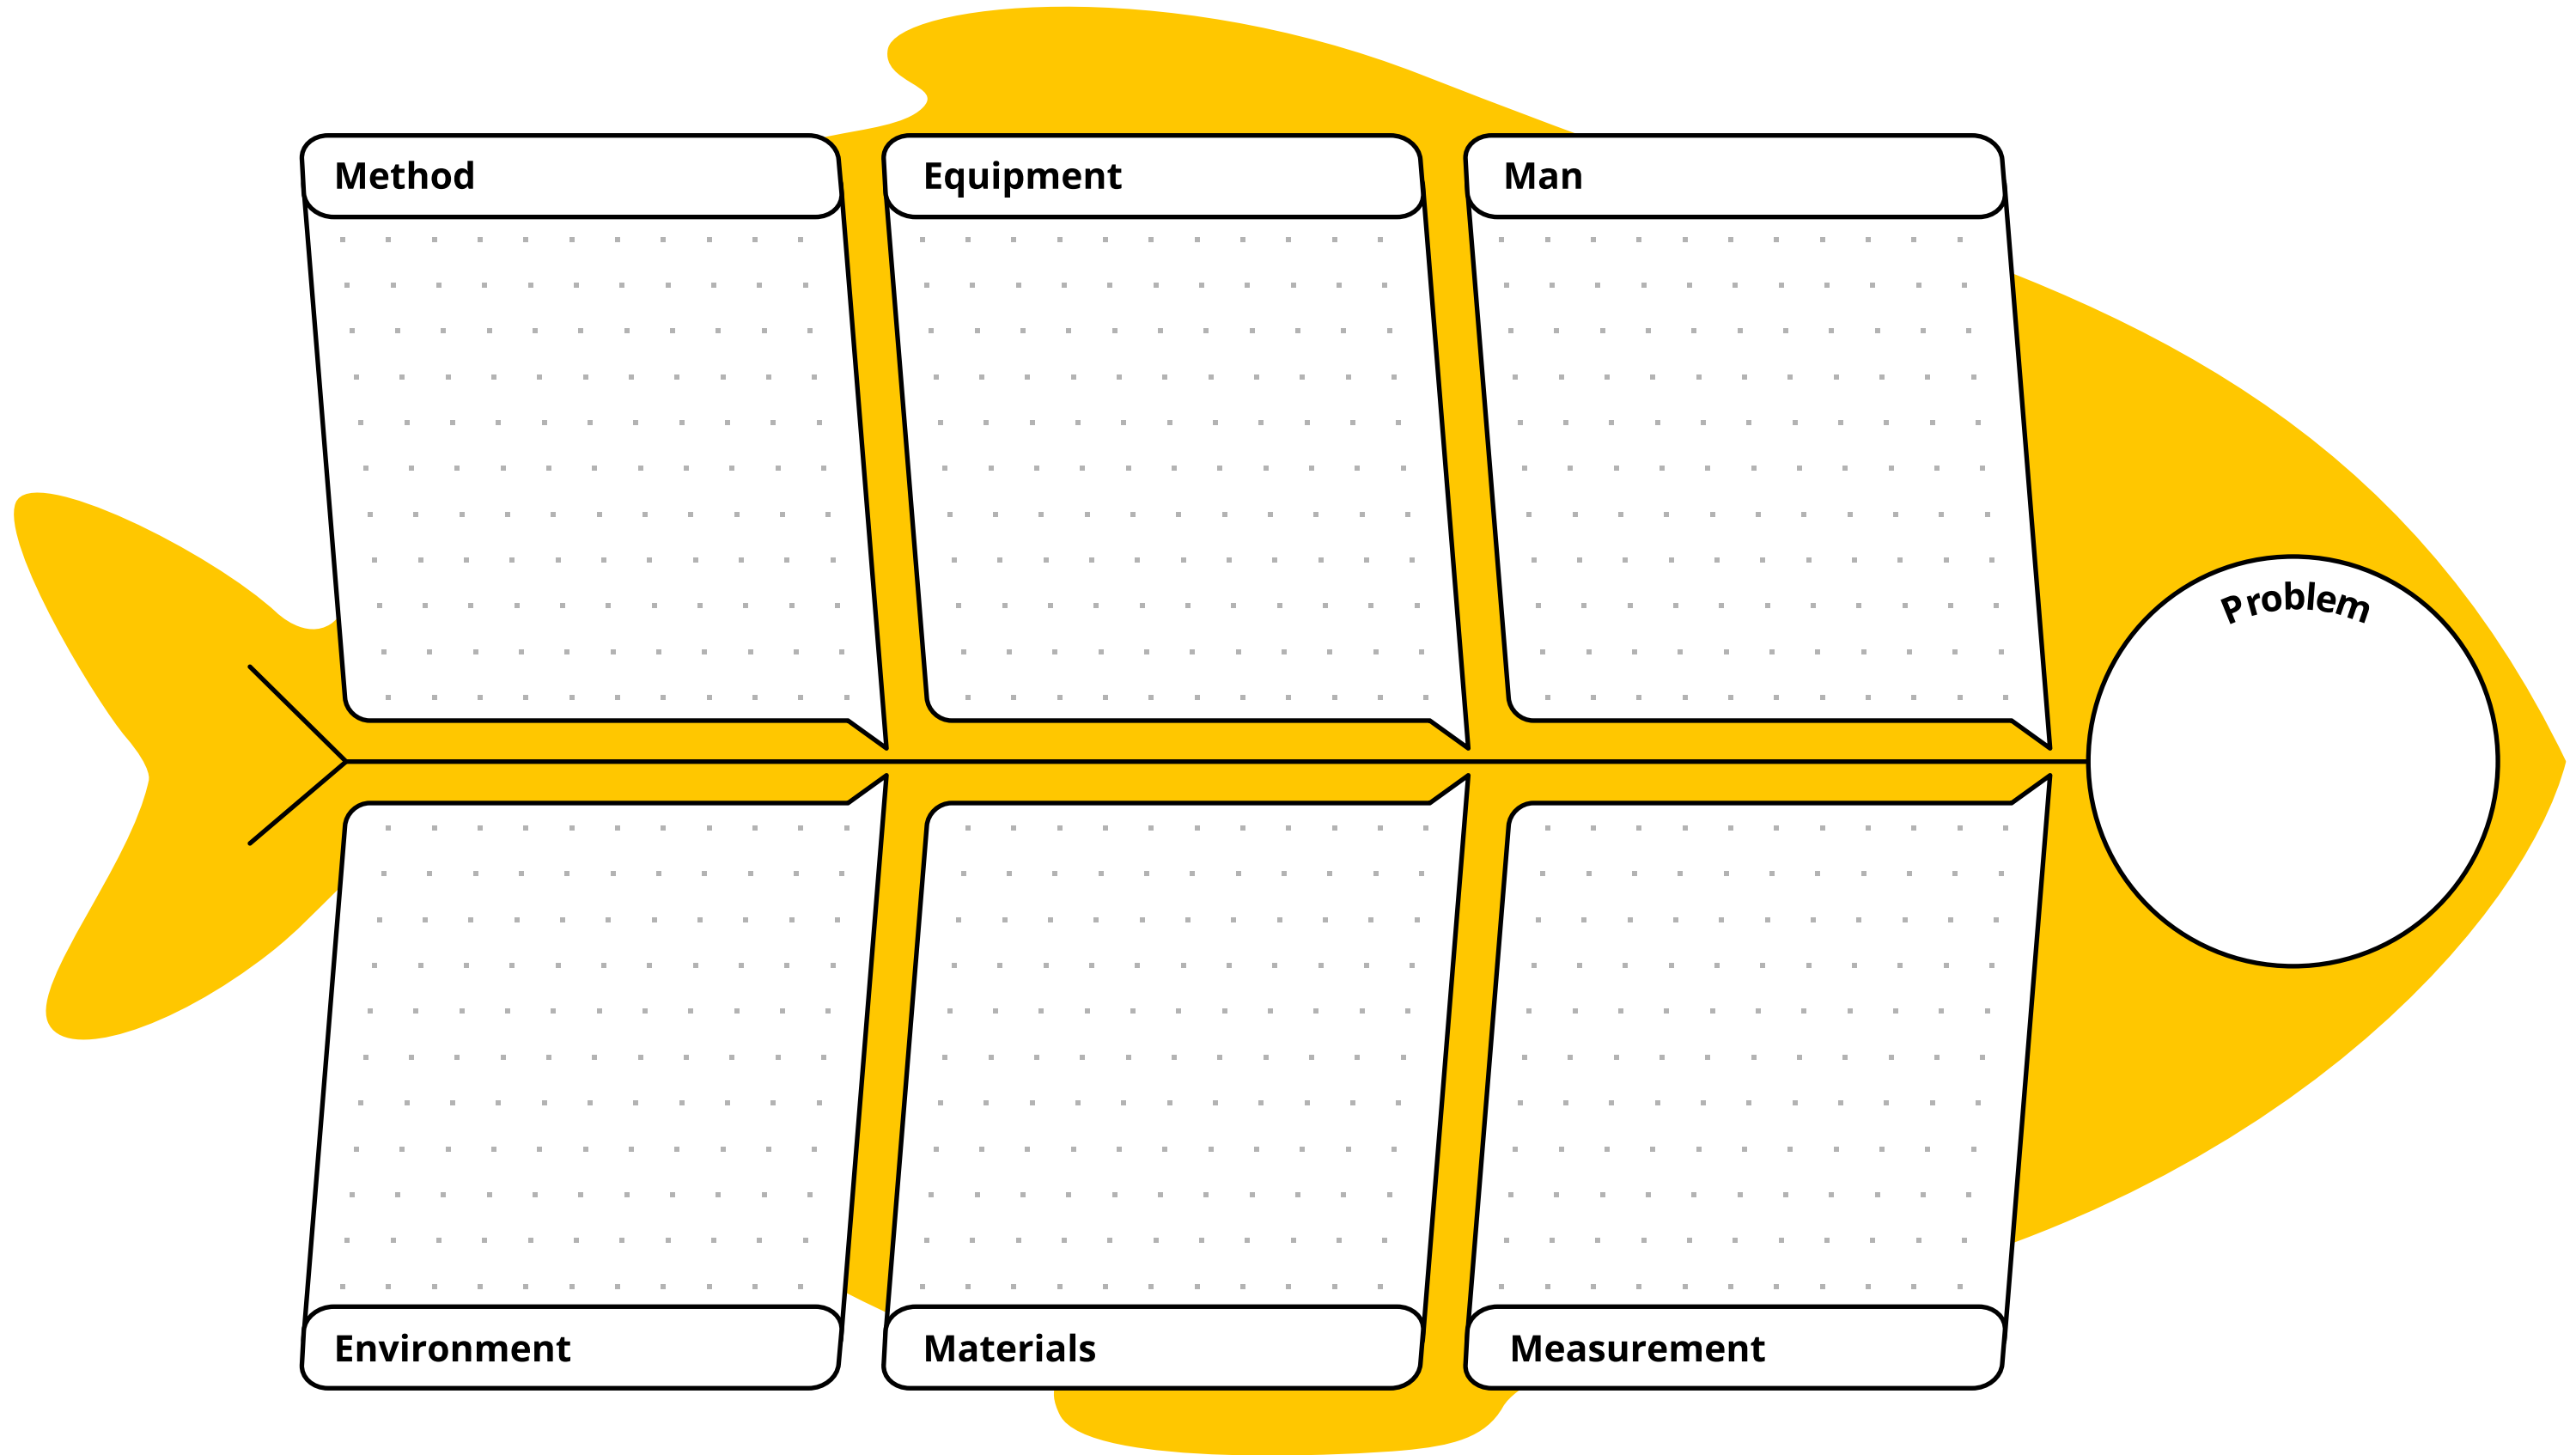 Method
Equipment
Man
Problem
Environment
Materials
Measurement